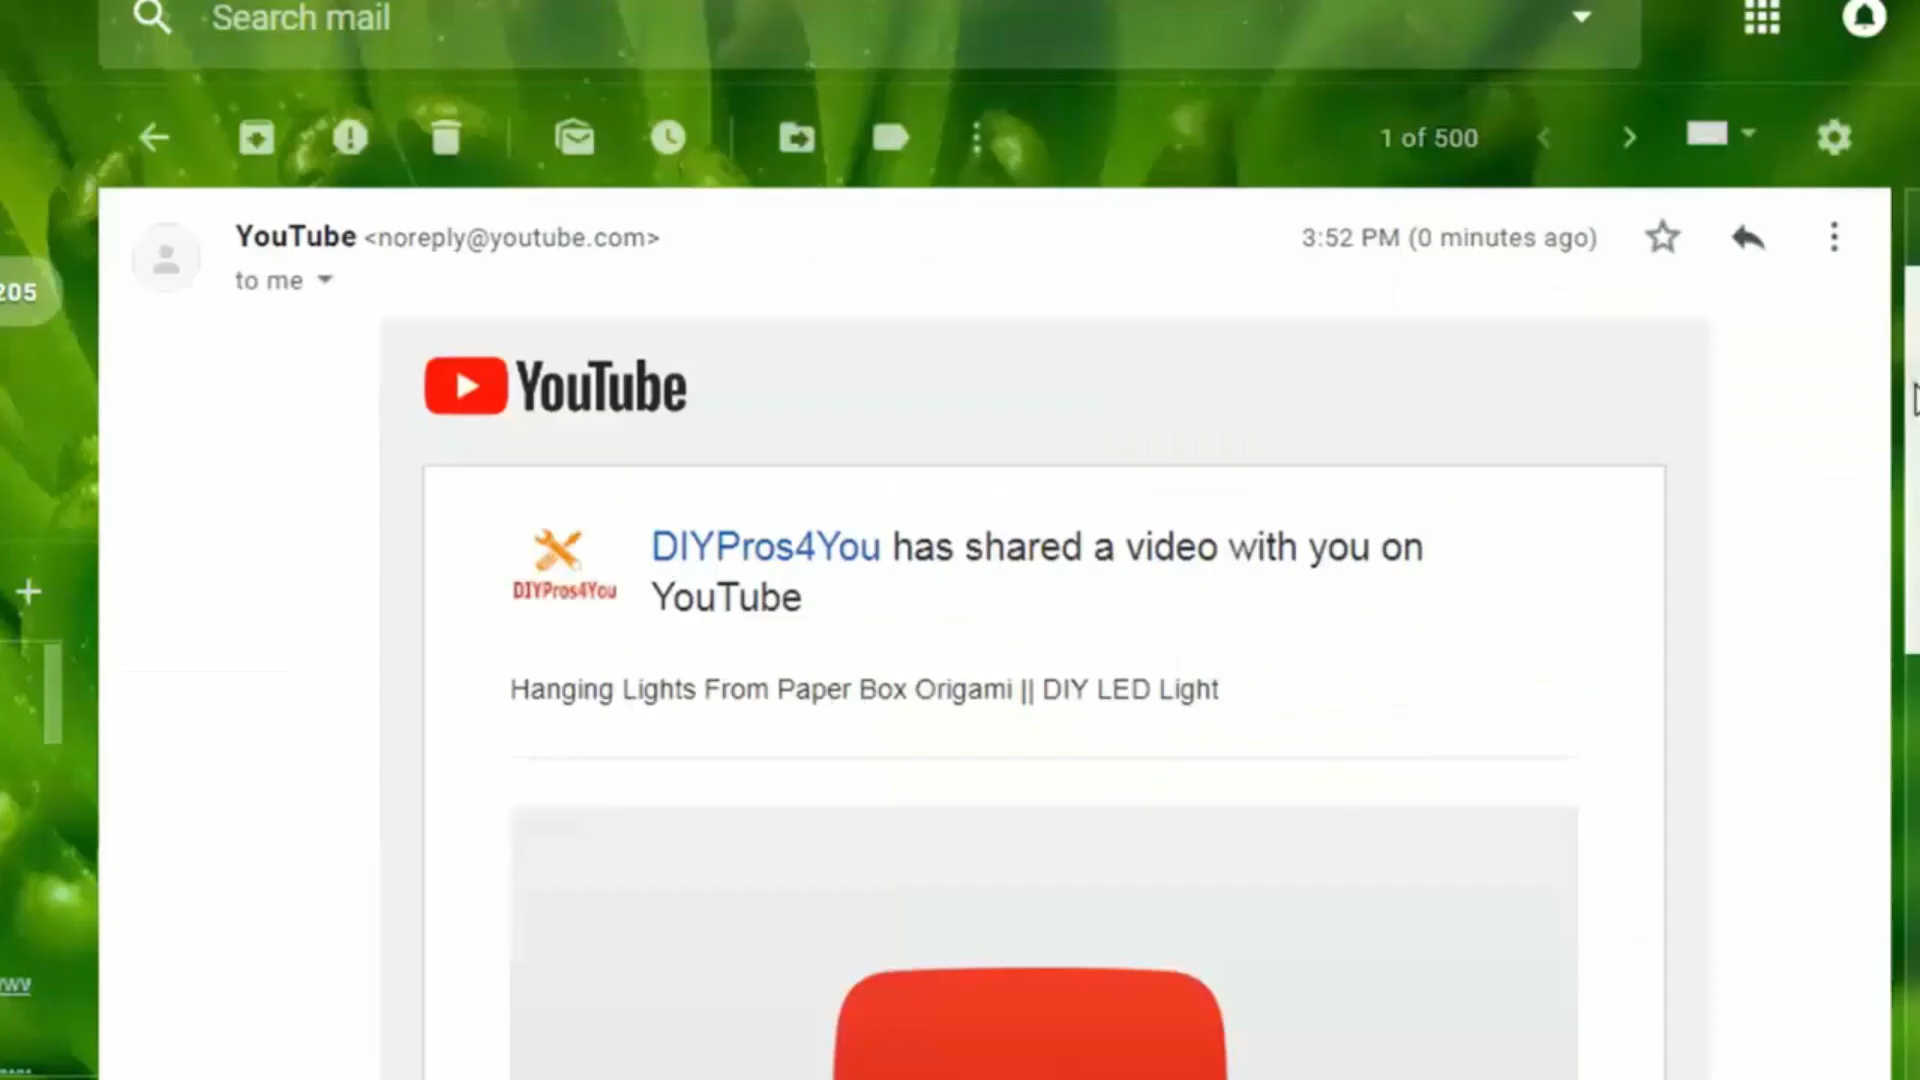 Search mail
1 of 500
YouTube <noreply@youtube.com>
3:52 PM (0 minutes ago)
to me
205
YouTube
DIYPros4You has shared a video with you on
YouTube
DIYPros4You
Hanging Lights From Paper Box Origami || DIY LED Light